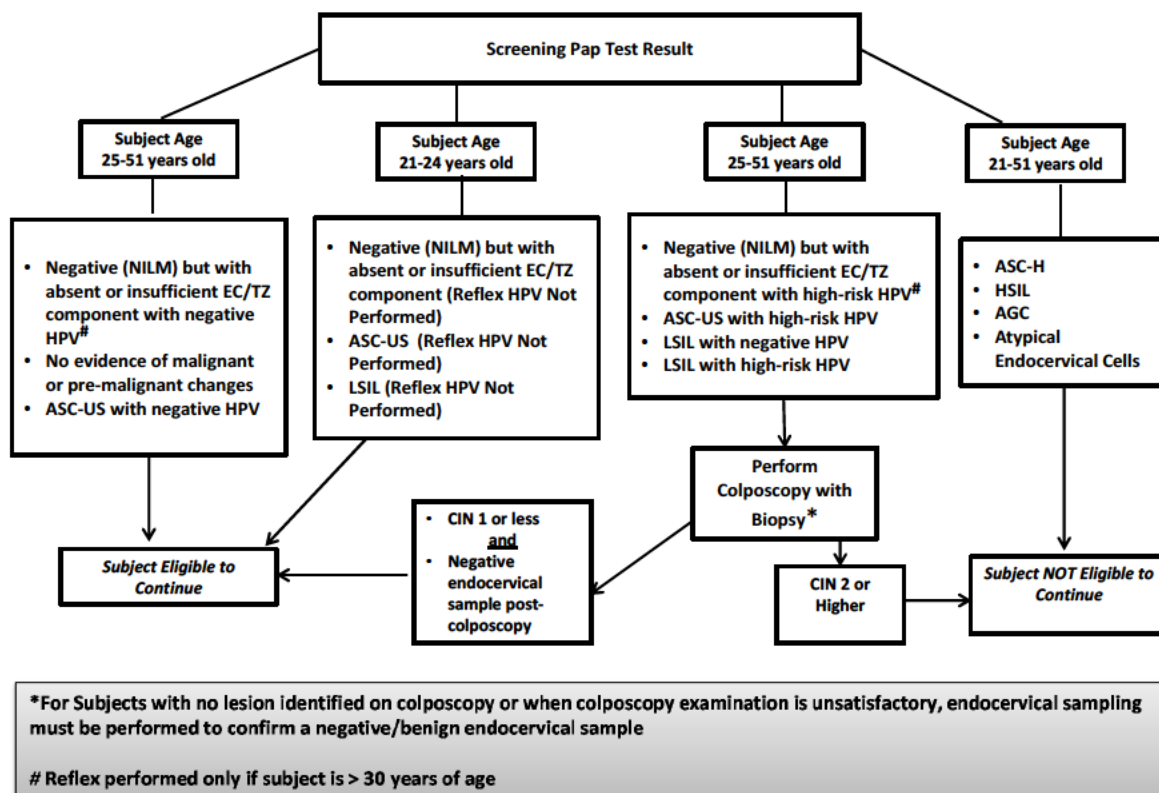 Screening Pap Test Result
Subject Age
25-51 years old
Subject Age
21-24 years old
Subject Age
25-51 years old
Subject Age
21-51 years old
• Negative (NILM) but with
absent or insufficient EC/TZ
component with negative
HPV#
• No evidence of malignant
or pre-malignant changes
• ASC-US with negative HPV
• Negative (NILM) but with
absent or insufficient EC/TZ
component (Reflex HPV Not
Performed)
• ASC-US (Reflex HPV Not
Performed)
• LSIL (Reflex HPV Not
Performed)
• Negative (NILM) but with
absent or insufficient EC/TZ
component with high-risk HPV#
• ASC-US with high-risk HPV
• LSIL with negative HPV
• LSIL with high-risk HPV
• ASC-H
• HSIL
• AGC
• Atypical
Endocervical Cells
Perform
Colposcopy with
Biopsy*
Subject Eligible to
Continue
• CIN 1 or less
and
• Negative
endocervical
sample post-
colposcopy
CIN 2 or
Higher
Subject NOT Eligible to
Continue
*For Subjects with no lesion identified on colposcopy or when colposcopy examination is unsatisfactory, endocervical sampling
must be performed to confirm a negative/benign endocervical sample
# Reflex performed only if subject is > 30 years of age